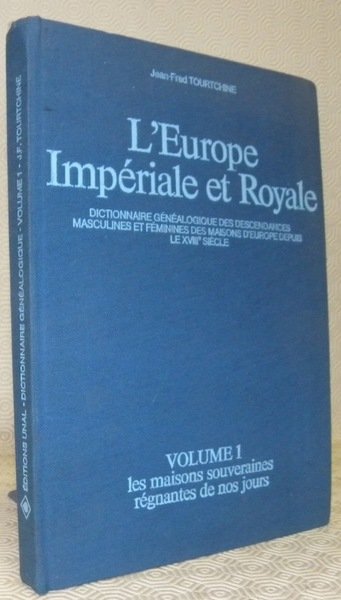 Jean-Fred TOURTCHINE
L'Europe
Impériale et Royale
DICTIONNAIRE GÉNÉALOGIQUE DES DESCENDANCES
MASCULINES ET FÉMININES DES MAISONS D'EUROPE DEPUIS
LE XVIIIe SIÈCLE
VOLUME 1
les maisons souveraines
régnantes de nos jours
ÉDITIONS UNAL - DICTIONNAIRE GÉNÉALOGIQUE - VOLUME 1 - J.F. TOURTCHINE